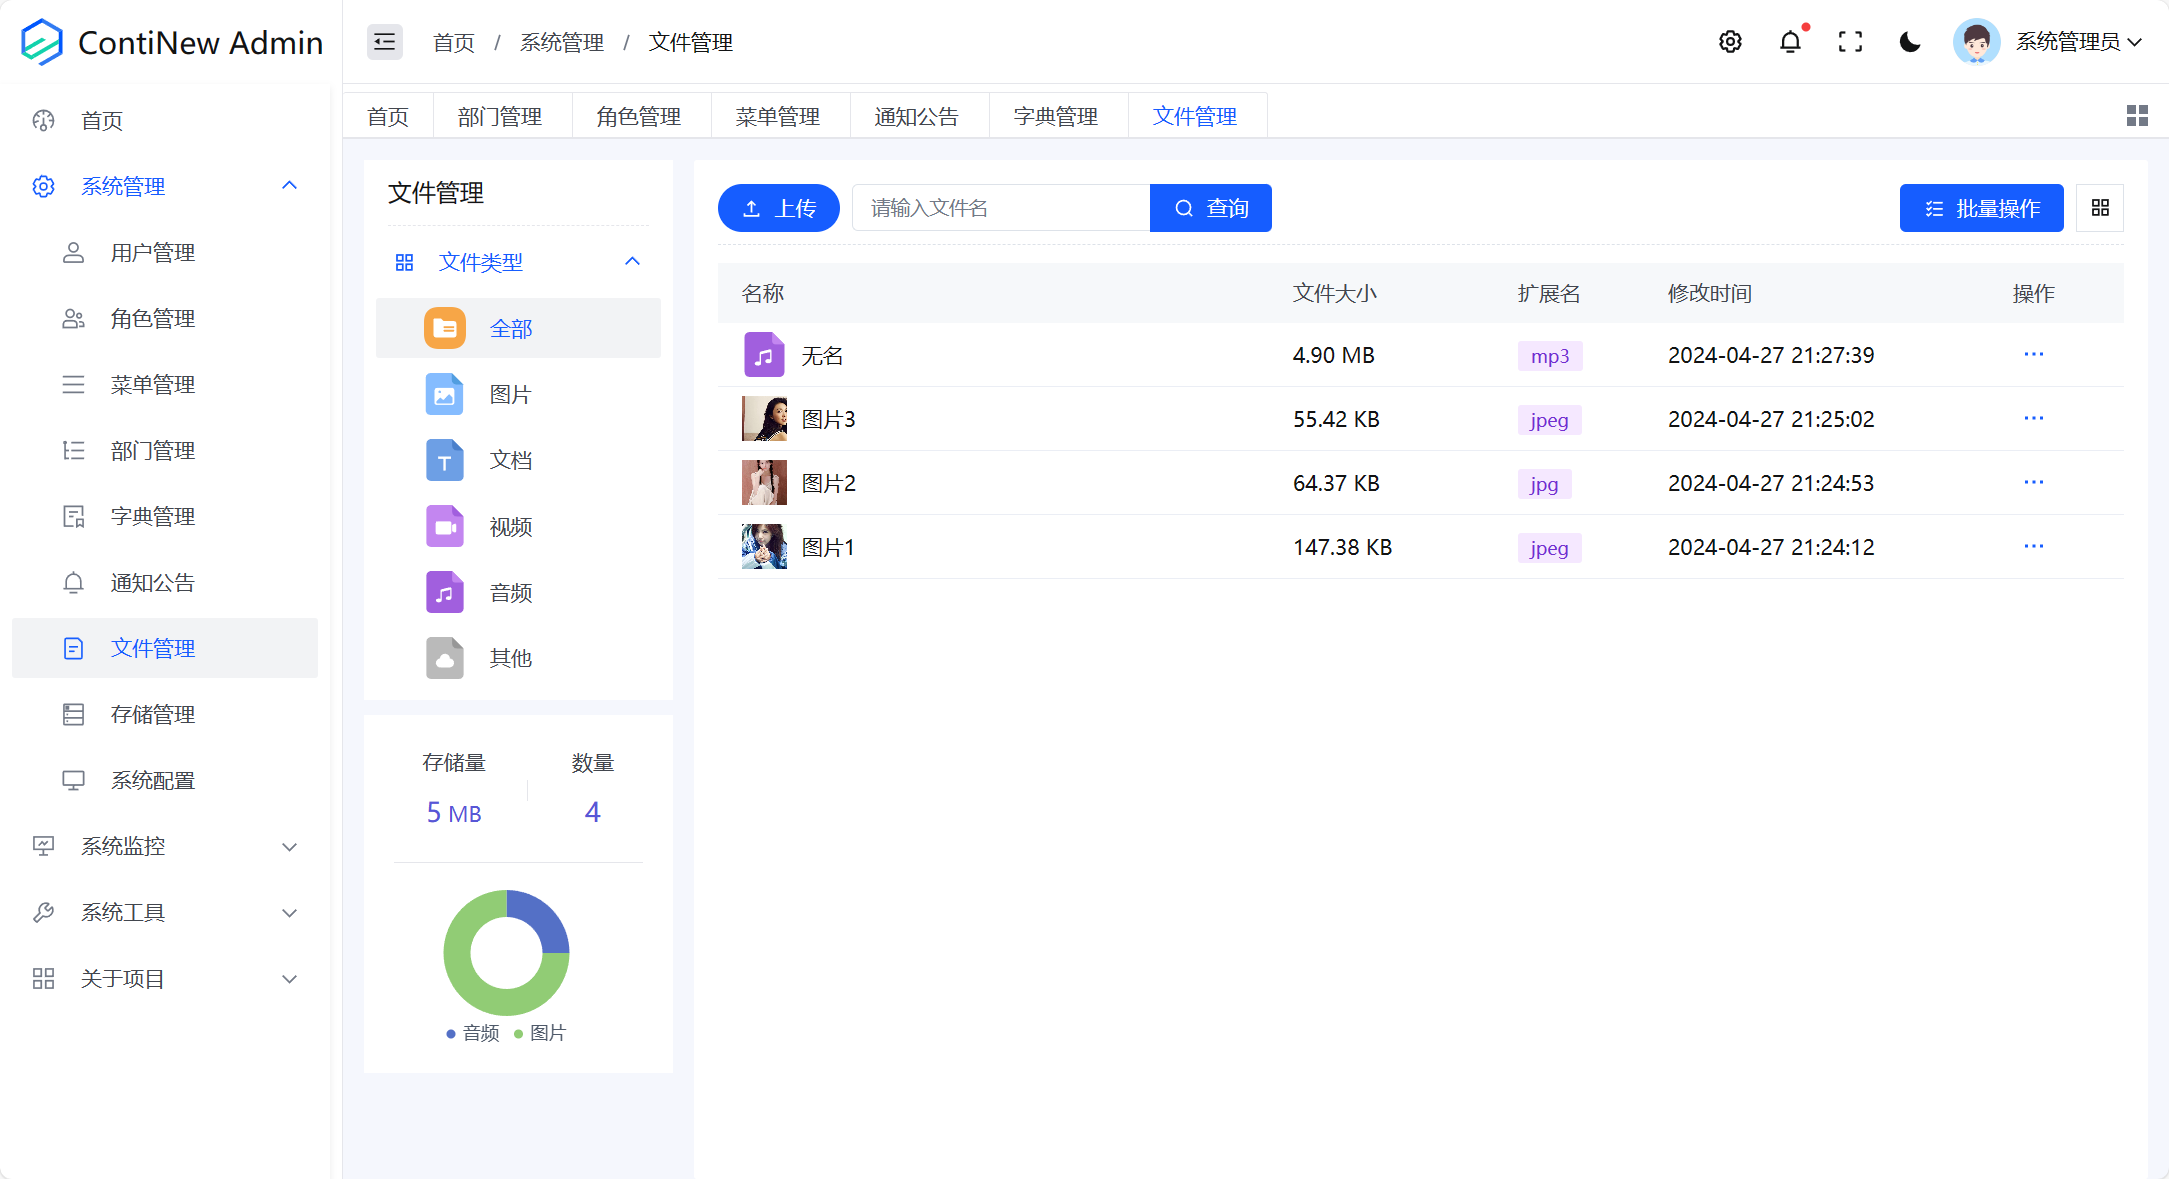 ContiNew Admin
首页 / 系统管理 / 文件管理
系统管理员
首页
系统管理
用户管理
角色管理
菜单管理
部门管理
字典管理
通知公告
文件管理
存储管理
系统配置
系统监控
系统工具
关于项目
首页 部门管理 角色管理 菜单管理 通知公告 字典管理 文件管理
文件管理
文件类型
全部
图片
T 文档
视频
音频
其他
存储量 数量
5 MB 4
音频 图片
上传 请输入文件名 查询 批量操作
名称 文件大小 扩展名 修改时间 操作
无名 4.90 MB mp3 2024-04-27 21:27:39 ···
图片3 55.42 KB jpeg 2024-04-27 21:25:02 ···
图片2 64.37 KB jpg 2024-04-27 21:24:53 ···
图片1 147.38 KB jpeg 2024-04-27 21:24:12 ···